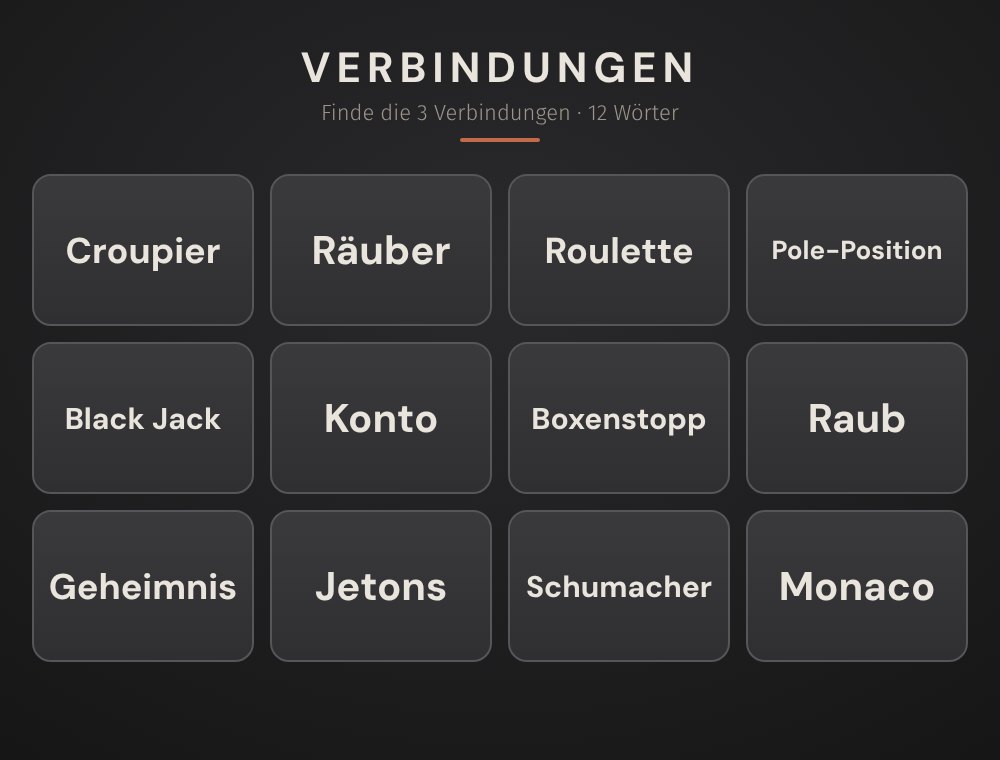 VERBINDUNGEN
Finde die 3 Verbindungen · 12 Wörter
Croupier
Räuber
Roulette
Pole-Position
Black Jack
Konto
Boxenstopp
Raub
Geheimnis
Jetons
Schumacher
Monaco